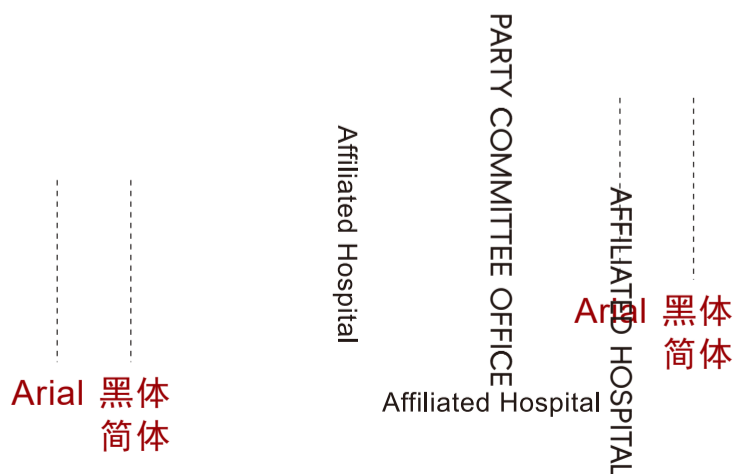 PARTY COMMITTEE OFFICE
Affiliated Hospital
AFFILIATED HOSPITAL
Arial 黑体
简体
Arial 黑体
简体
Affiliated Hospital